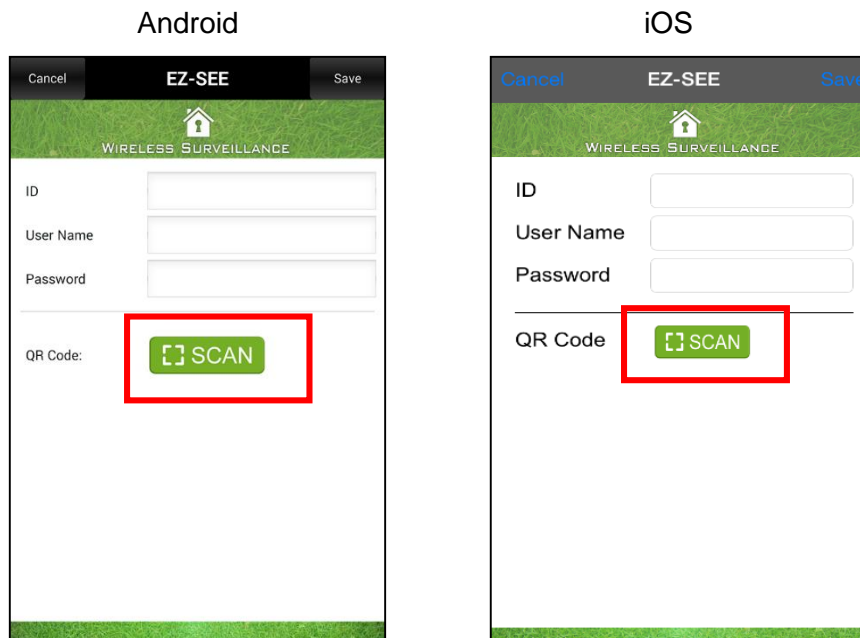 Android
Cancel EZ-SEE Save
WIRELESS SURVEILLANCE
ID
User Name
Password
QR Code:
SCAN
iOS
Cancel EZ-SEE Save
WIRELESS SURVEILLANCE
ID
User Name
Password
QR Code
SCAN